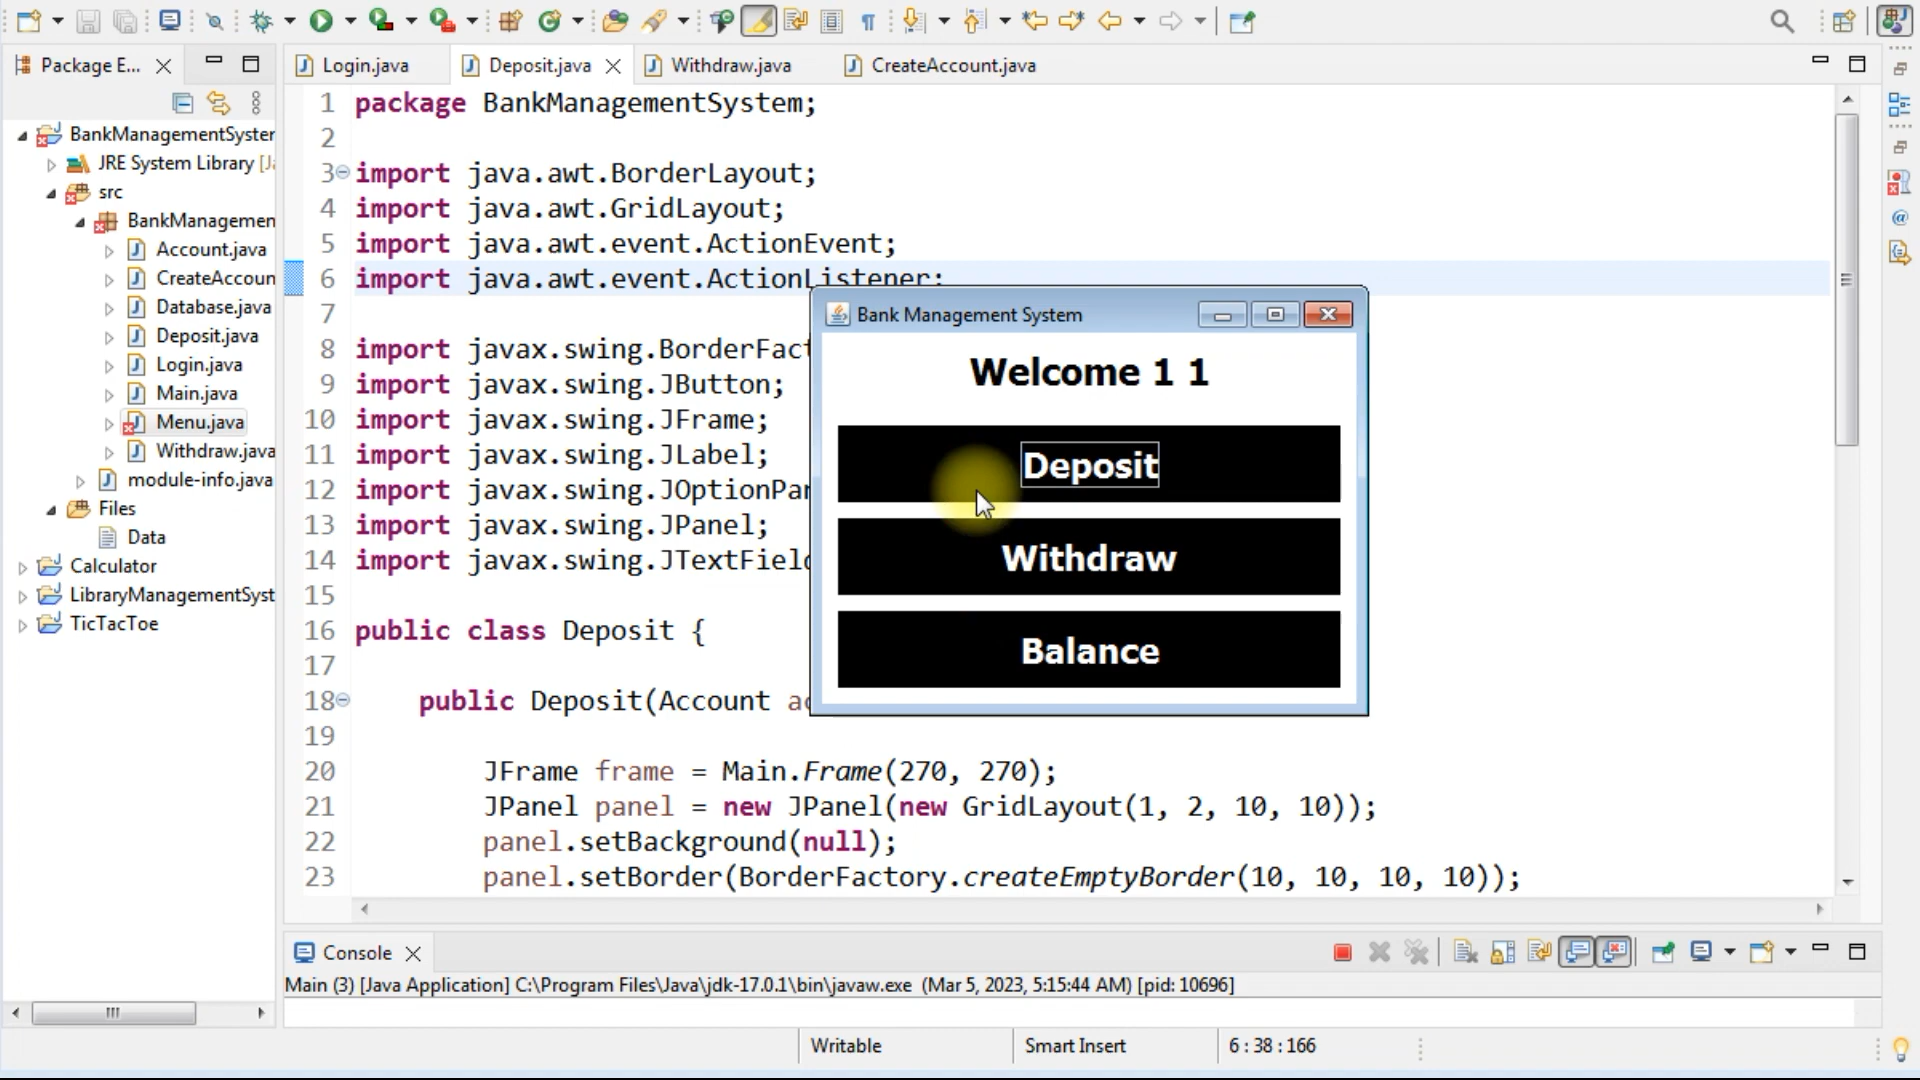 Package E...
Login.java
Deposit.java
Withdraw.java
CreateAccount.java
BankManagementSyster
JRE System Library [J
src
BankManagemen
Account.java
CreateAccoun
Database.java
Deposit.java
Login.java
Main.java
Menu.java
Withdraw.java
module-info.java
Files
Data
Calculator
LibraryManagementSyst
TicTacToe
1 package BankManagementSystem;
2
3 import java.awt.BorderLayout;
4 import java.awt.GridLayout;
5 import java.awt.event.ActionEvent;
6 import java.awt.event.ActionListener;
7
8 import javax.swing.BorderFact
9 import javax.swing.JButton;
10 import javax.swing.JFrame;
11 import javax.swing.JLabel;
12 import javax.swing.JOptionPan
13 import javax.swing.JPanel;
14 import javax.swing.JTextField
15
16 public class Deposit {
17
18 public Deposit(Account ac
19
20 JFrame frame = Main.Frame(270, 270);
21 JPanel panel = new JPanel(new GridLayout(1, 2, 10, 10));
22 panel.setBackground(null);
23 panel.setBorder(BorderFactory.createEmptyBorder(10, 10, 10, 10));
Bank Management System
Welcome 1 1
Deposit
Withdraw
Balance
Console
Main (3) [Java Application] C:\Program Files\Java\jdk-17.0.1\bin\javaw.exe (Mar 5, 2023, 5:15:44 AM) [pid: 10696]
Writable
Smart Insert
6 : 38 : 166